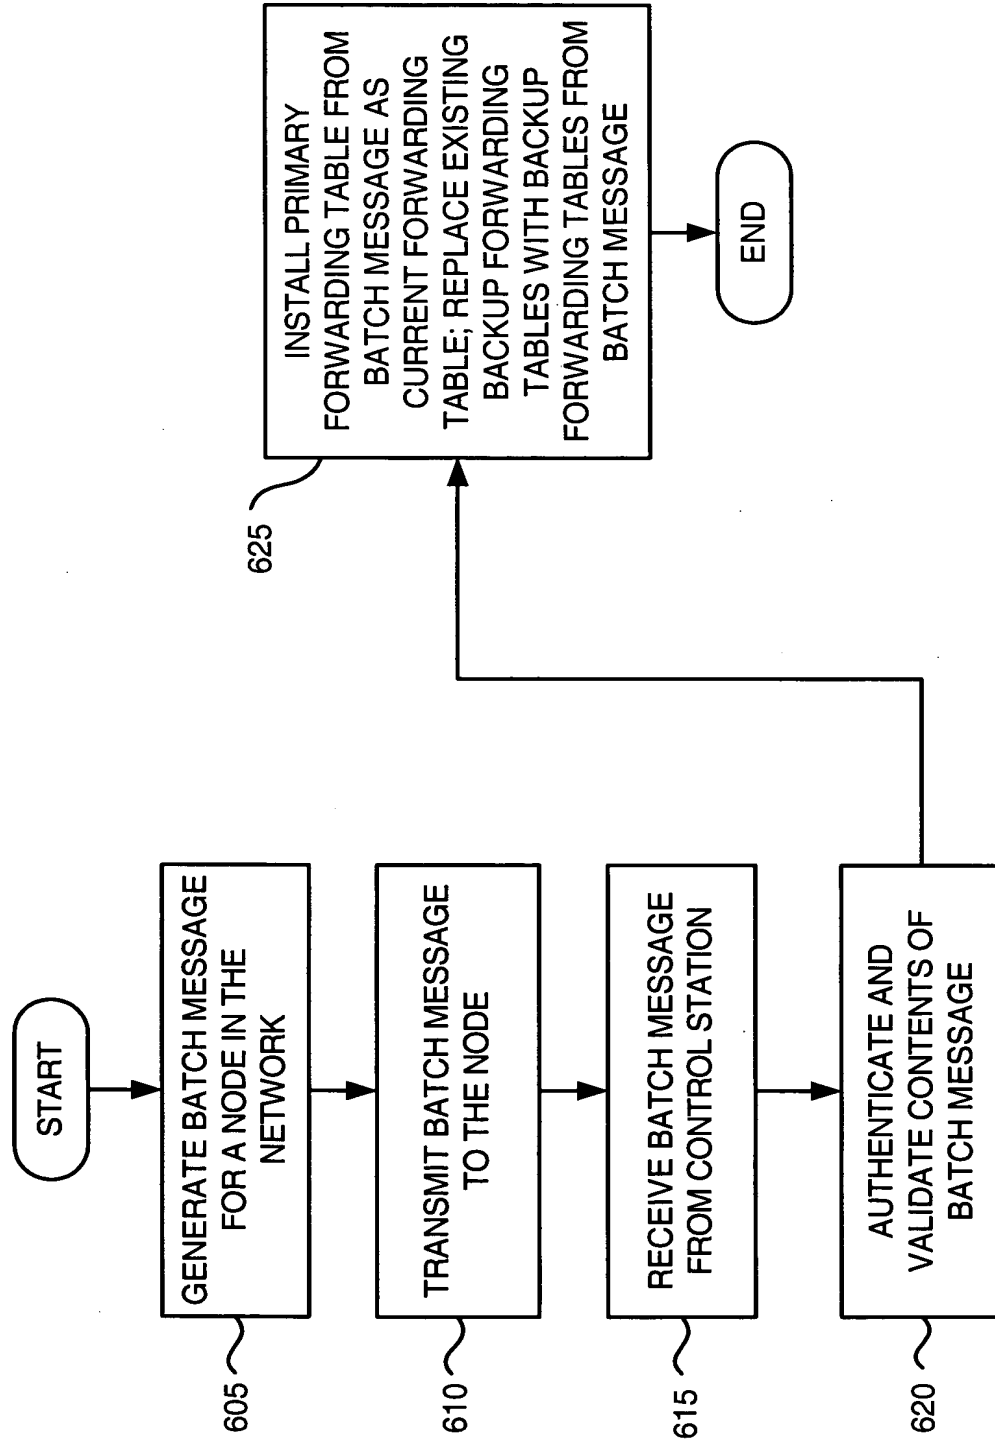 START
GENERATE BATCH MESSAGE
FOR A NODE IN THE
NETWORK
605
TRANSMIT BATCH MESSAGE
TO THE NODE
610
RECEIVE BATCH MESSAGE
FROM CONTROL STATION
615
AUTHENTICATE AND
VALIDATE CONTENTS OF
BATCH MESSAGE
620
INSTALL PRIMARY
FORWARDING TABLE FROM
BATCH MESSAGE AS
CURRENT FORWARDING
TABLE; REPLACE EXISTING
BACKUP FORWARDING
TABLES WITH BACKUP
FORWARDING TABLES FROM
BATCH MESSAGE
625
END